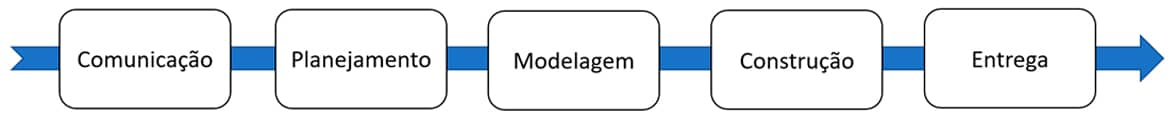 Comunicação
Planejamento
Modelagem
Construção
Entrega